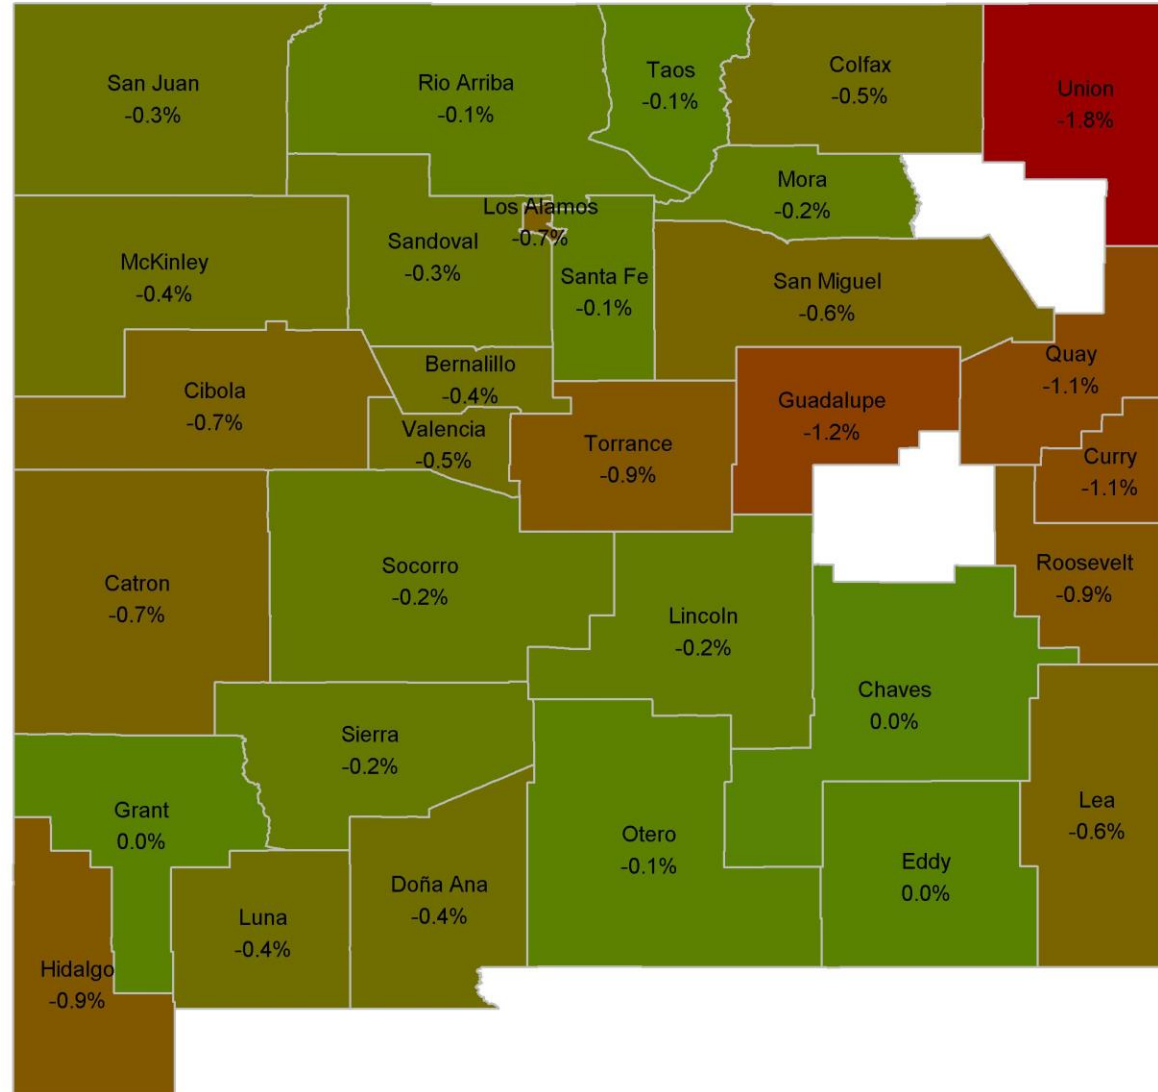 San Juan
-0.3%
Rio Arriba
-0.1%
Taos
-0.1%
Colfax
-0.5%
Union
-1.8%
Mora
-0.2%
Los Alamos
-0.7%
Sandoval
-0.3%
McKinley
-0.4%
Santa Fe
-0.1%
San Miguel
-0.6%
Quay
-1.1%
Bernalillo
-0.4%
Cibola
-0.7%
Guadalupe
-1.2%
Valencia
-0.5%
Torrance
-0.9%
Curry
-1.1%
Catron
-0.7%
Socorro
-0.2%
Roosevelt
-0.9%
Lincoln
-0.2%
Chaves
0.0%
Sierra
-0.2%
Grant
0.0%
Lea
-0.6%
Otero
-0.1%
Eddy
0.0%
Doña Ana
-0.4%
Luna
-0.4%
Hidalgo
-0.9%